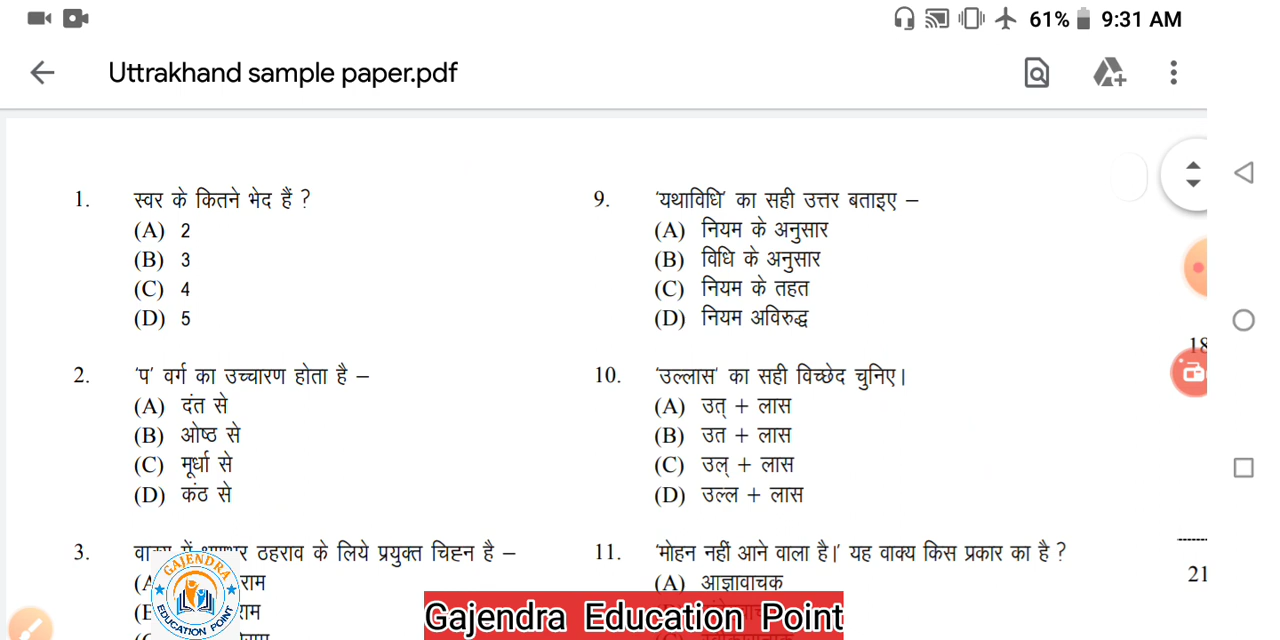 61% 9:31 AM
Uttrakhand sample paper.pdf
1. स्वर के कितने भेद हैं ?
(A) 2
(B) 3
(C) 4
(D) 5
2. 'प' वर्ग का उच्चारण होता है –
(A) दंत से
(B) ओष्ठ से
(C) मूर्धा से
(D) कंठ से
3. ठहराव के लिये प्रयुक्त चिह्न है –
9. 'यथाविधि' का सही उत्तर बताइए –
(A) नियम के अनुसार
(B) विधि के अनुसार
(C) नियम के तहत
(D) नियम अविरुद्ध
10. 'उल्लास' का सही विच्छेद चुनिए।
(A) उत् + लास
(B) उत + लास
(C) उल् + लास
(D) उल्ल + लास
11. 'मोहन नहीं आने वाला है।' यह वाक्य किस प्रकार का है ?
(A) आज्ञावाचक
18
21
GAJENDRA
EDUCATION POINT
Gajendra Education Point